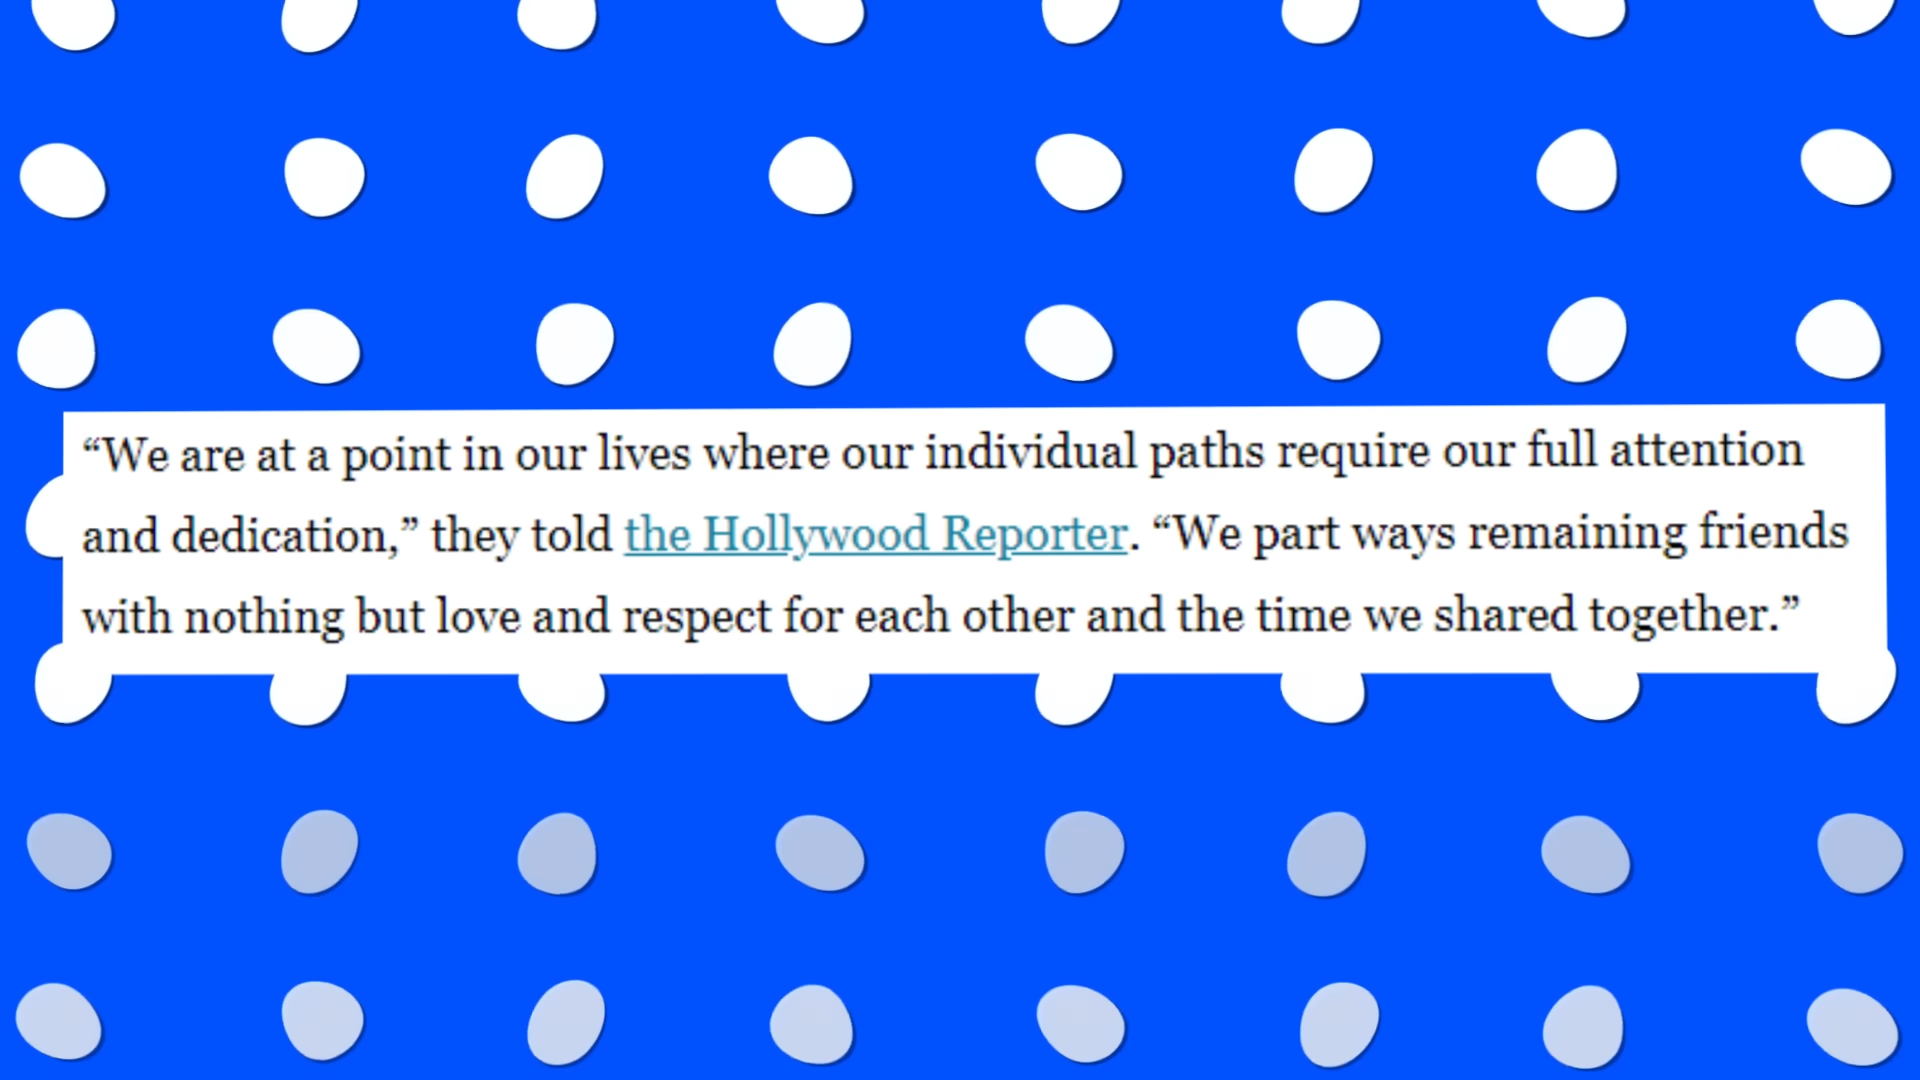 “We are at a point in our lives where our individual paths require our full attention
and dedication,” they told the Hollywood Reporter. “We part ways remaining friends
with nothing but love and respect for each other and the time we shared together.”